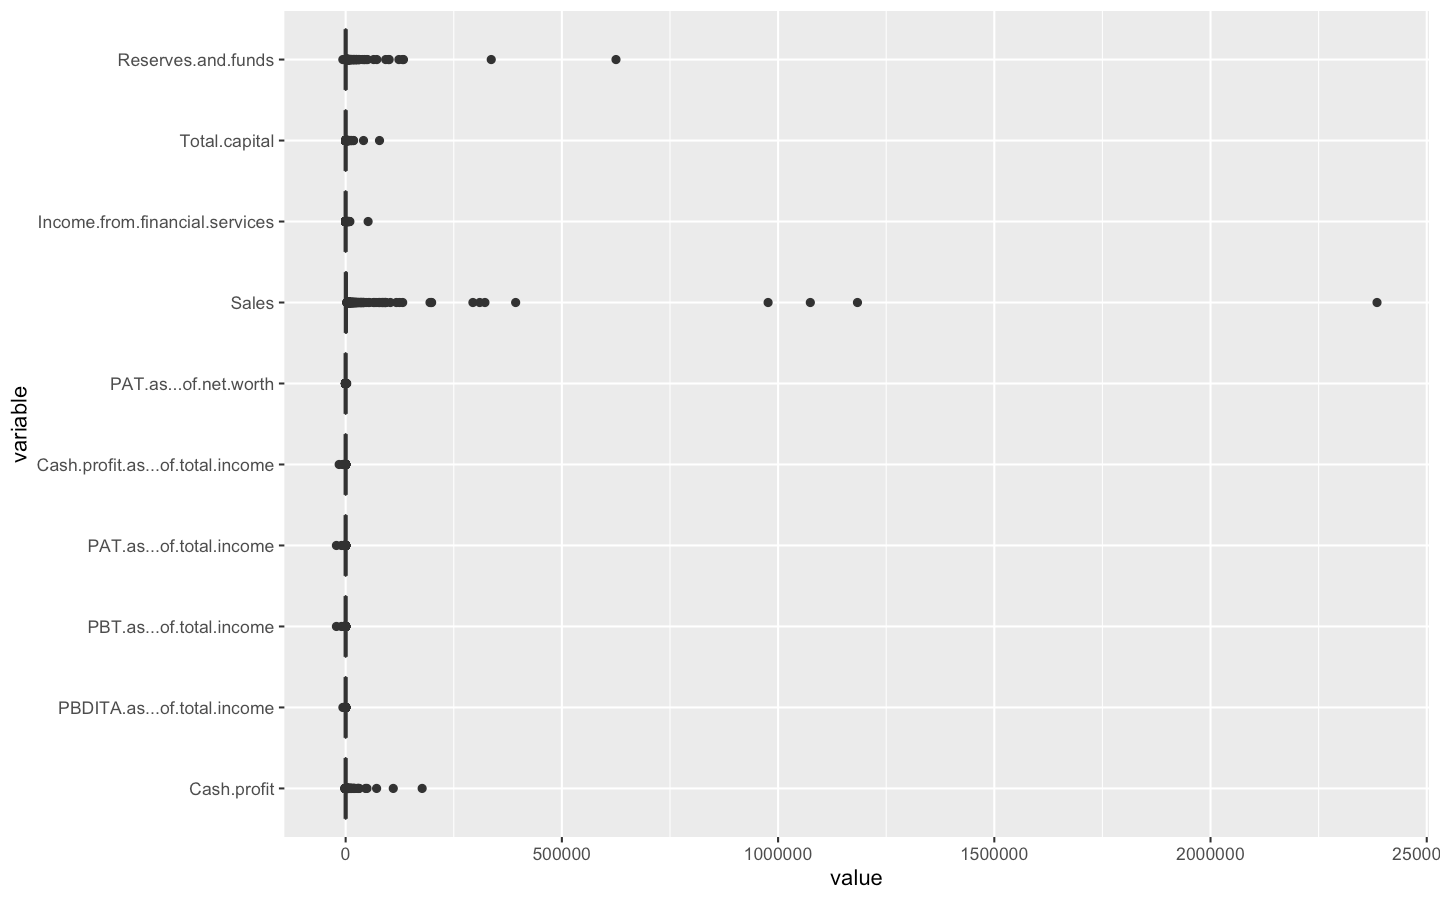 Reserves.and.funds
Total.capital
Income.from.financial.services
Sales
PAT.as...of.net.worth
Cash.profit.as...of.total.income
PAT.as...of.total.income
PBT.as...of.total.income
PBDITA.as...of.total.income
Cash.profit
variable
0 500000 1000000 1500000 2000000 25000
value